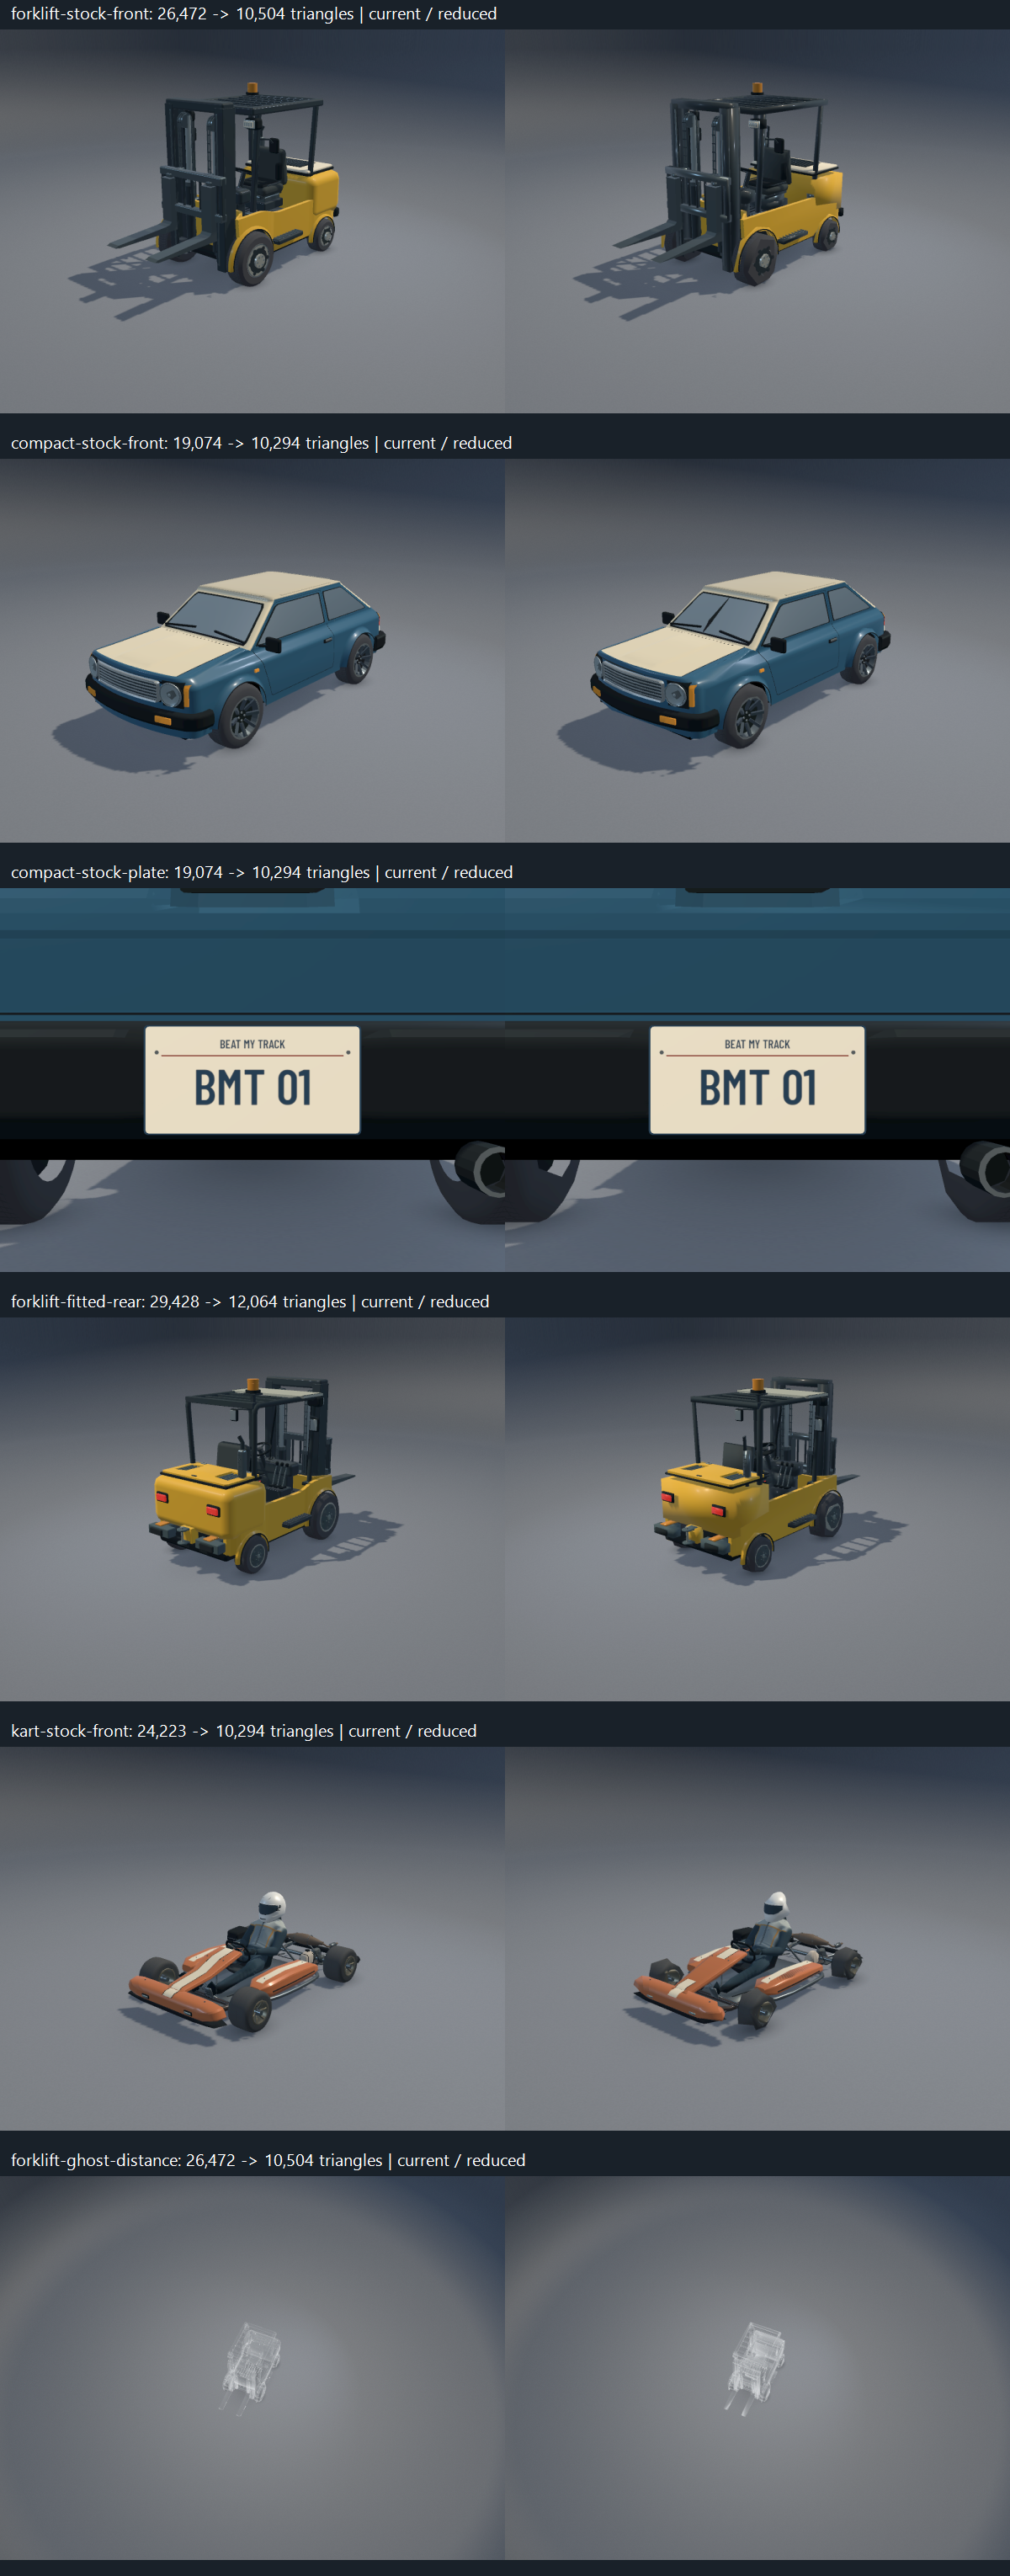 forklift-stock-front: 26,472 -> 10,504 triangles | current / reduced
compact-stock-front: 19,074 -> 10,294 triangles | current / reduced
compact-stock-plate: 19,074 -> 10,294 triangles | current / reduced
BEAT MY TRACK
BMT 01
BEAT MY TRACK
BMT 01
forklift-fitted-rear: 29,428 -> 12,064 triangles | current / reduced
kart-stock-front: 24,223 -> 10,294 triangles | current / reduced
forklift-ghost-distance: 26,472 -> 10,504 triangles | current / reduced